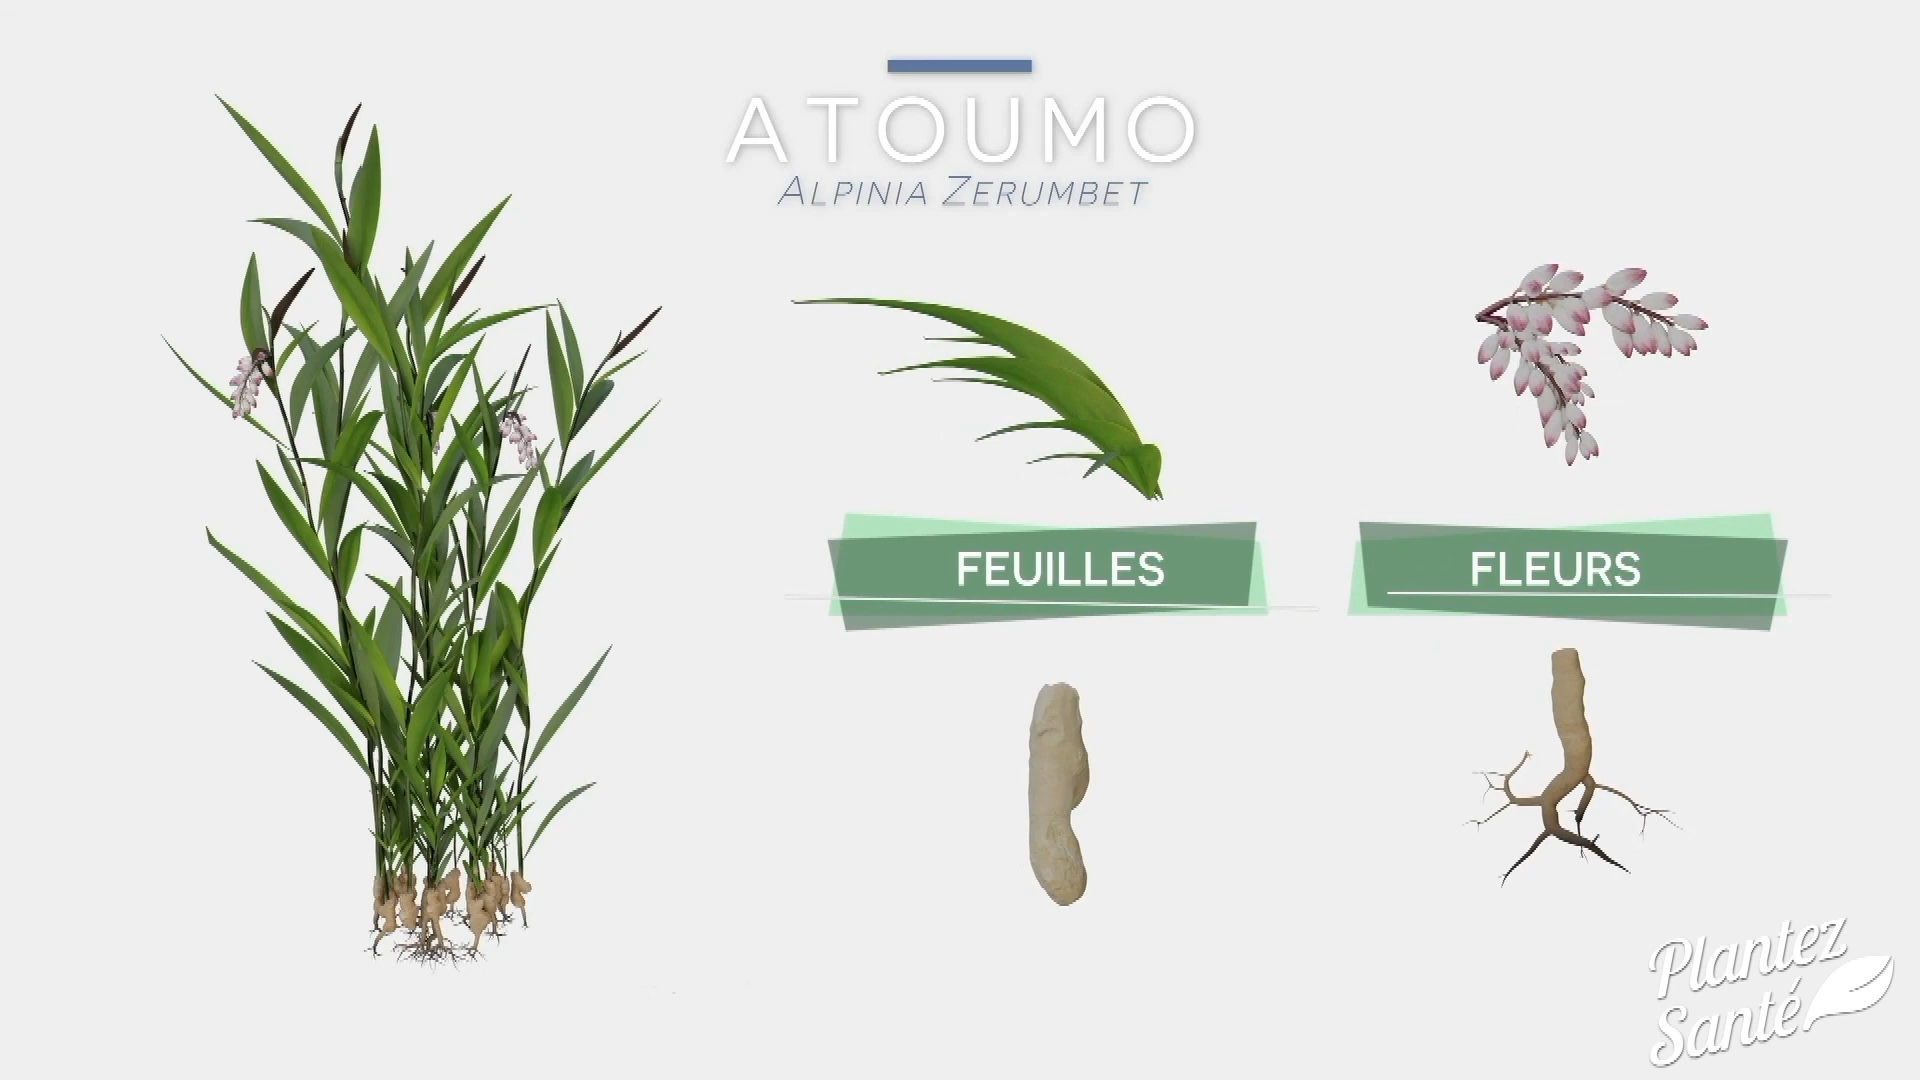 ATOUMO
ALPINIA ZERUMBET
FEUILLES
FLEURS
Plantez
Santé